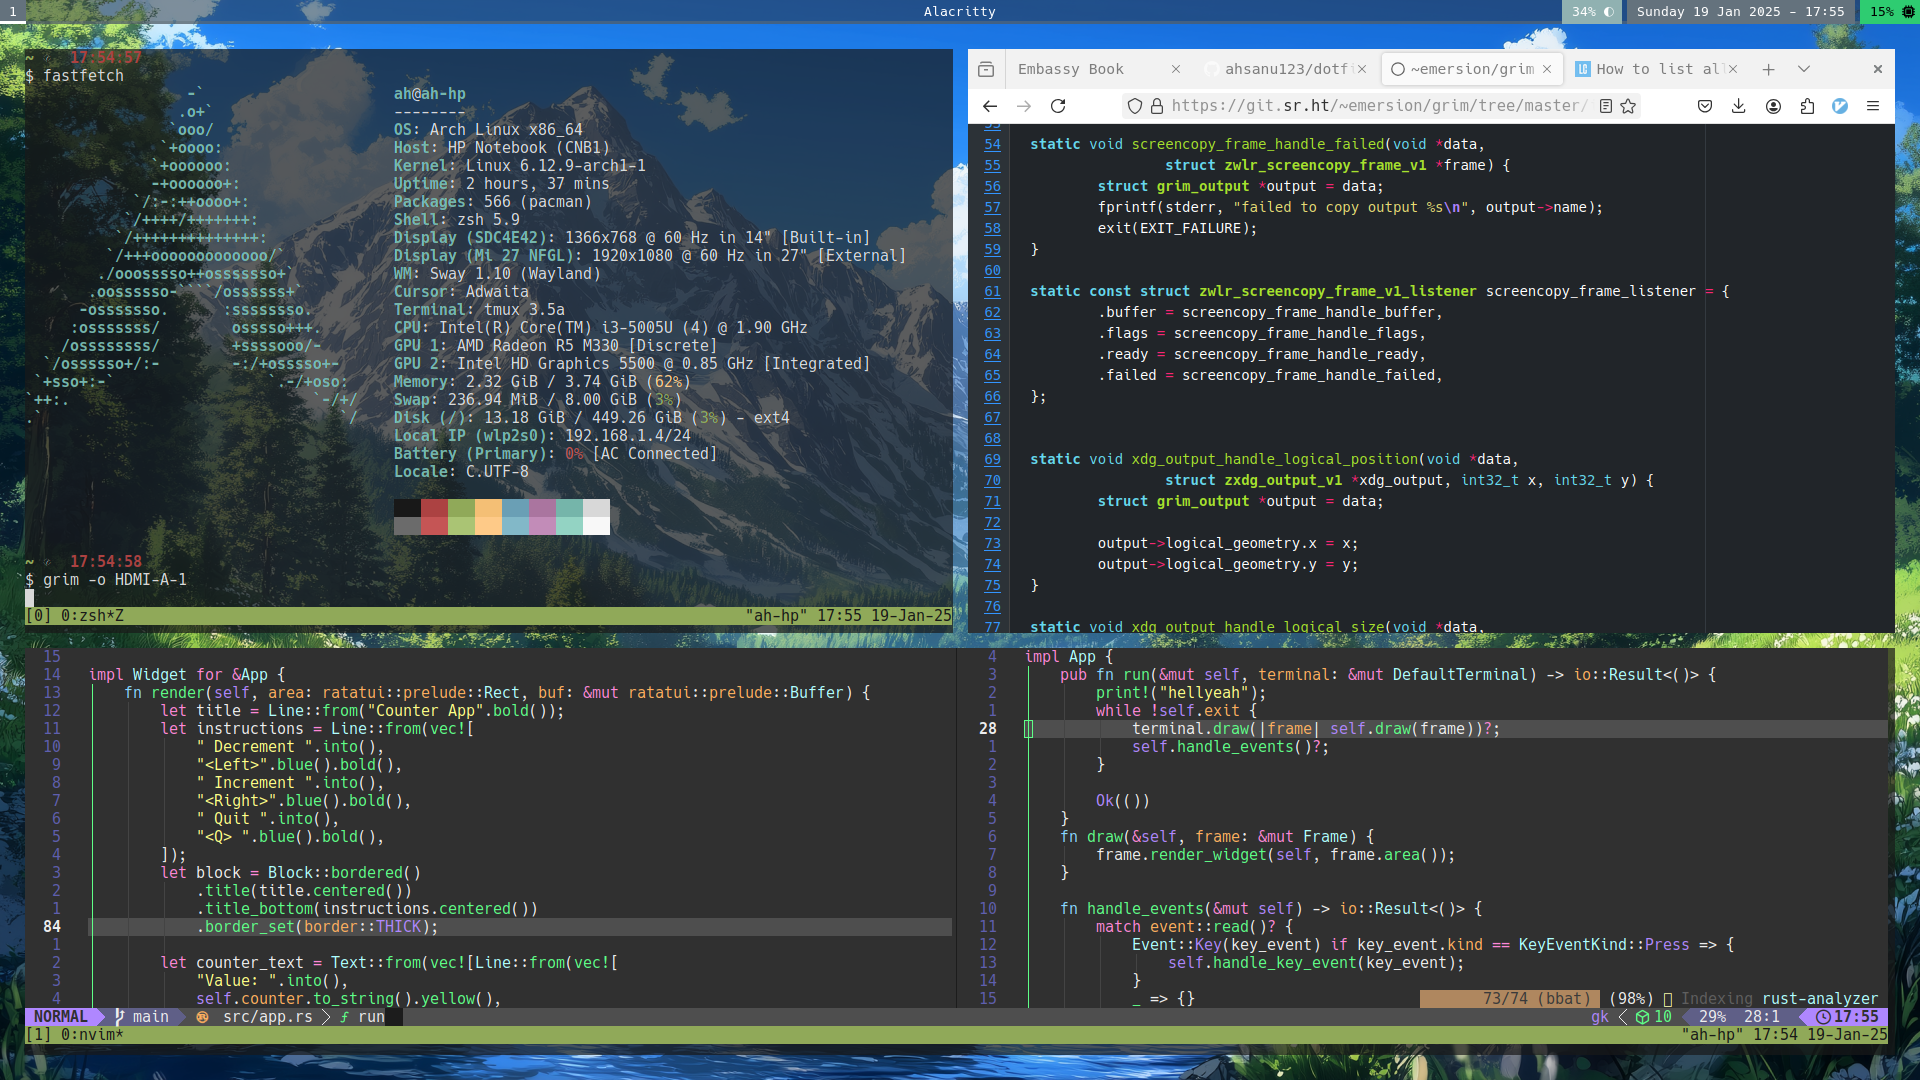 1
Alacritty
34%
Sunday 19 Jan 2025 - 17:55
15%
~ 17:54:57
$ fastfetch
ah@ah-hp
--------
OS: Arch Linux x86_64
Host: HP Notebook (CNB1)
Kernel: Linux 6.12.9-arch1-1
Uptime: 2 hours, 37 mins
Packages: 566 (pacman)
Shell: zsh 5.9
Display (SDC4E42): 1366x768 @ 60 Hz in 14" [Built-in]
Display (Mi 27 NFGL): 1920x1080 @ 60 Hz in 27" [External]
WM: Sway 1.10 (Wayland)
Cursor: Adwaita
Terminal: tmux 3.5a
CPU: Intel(R) Core(TM) i3-5005U (4) @ 1.90 GHz
GPU 1: AMD Radeon R5 M330 [Discrete]
GPU 2: Intel HD Graphics 5500 @ 0.85 GHz [Integrated]
Memory: 2.32 GiB / 3.74 GiB (62%)
Swap: 236.94 MiB / 8.00 GiB (3%)
Disk (/): 13.18 GiB / 449.26 GiB (3%) - ext4
Local IP (wlp2s0): 192.168.1.4/24
Battery (Primary): 0% [AC Connected]
Locale: C.UTF-8
~ 17:54:58
$ grim -o HDMI-A-1
[0] 0:zsh*Z "ah-hp" 17:55 19-Jan-25
Embassy Book
ahsanu123/dotfi
~emersion/grim
How to list al
https://git.sr.ht/~emersion/grim/tree/master/
54 static void screencopy_frame_handle_failed(void *data,
55 struct zwlr_screencopy_frame_v1 *frame) {
56 struct grim_output *output = data;
57 fprintf(stderr, "failed to copy output %s\n", output->name);
58 exit(EXIT_FAILURE);
59 }
60
61 static const struct zwlr_screencopy_frame_v1_listener screencopy_frame_listener = {
62 .buffer = screencopy_frame_handle_buffer,
63 .flags = screencopy_frame_handle_flags,
64 .ready = screencopy_frame_handle_ready,
65 .failed = screencopy_frame_handle_failed,
66 };
67
68
69 static void xdg_output_handle_logical_position(void *data,
70 struct zxdg_output_v1 *xdg_output, int32_t x, int32_t y) {
71 struct grim_output *output = data;
72
73 output->logical_geometry.x = x;
74 output->logical_geometry.y = y;
75 }
76
77 static void xdg_output_handle_logical_size(void *data,
15
14 impl Widget for &App {
13 fn render(self, area: ratatui::prelude::Rect, buf: &mut ratatui::prelude::Buffer) {
12 let title = Line::from("Counter App".bold());
11 let instructions = Line::from(vec![
10 " Decrement ".into(),
9 "<Left>".blue().bold(),
8 " Increment ".into(),
7 "<Right>".blue().bold(),
6 " Quit ".into(),
5 "<Q> ".blue().bold(),
4 ]);
3 let block = Block::bordered()
2 .title(title.centered())
1 .title_bottom(instructions.centered())
84 .border_set(border::THICK);
1
2 let counter_text = Text::from(vec![Line::from(vec![
3 "Value: ".into(),
4 self.counter.to_string().yellow(),
4 impl App {
3 pub fn run(&mut self, terminal: &mut DefaultTerminal) -> io::Result<()> {
2 print!("hellyeah");
1 while !self.exit {
28 terminal.draw(|frame| self.draw(frame))?;
1 self.handle_events()?;
2 }
3
4 Ok(())
5 }
6 fn draw(&self, frame: &mut Frame) {
7 frame.render_widget(self, frame.area());
8 }
9
10 fn handle_events(&mut self) -> io::Result<()> {
11 match event::read()? {
12 Event::Key(key_event) if key_event.kind == KeyEventKind::Press => {
13 self.handle_key_event(key_event);
14 }
15 _ => {}
73/74 (bbat) (98%) Indexing rust-analyzer
NORMAL main src/app.rs > ƒ run gk < 10 29% 28:1 17:55
[1] 0:nvim* "ah-hp" 17:54 19-Jan-25